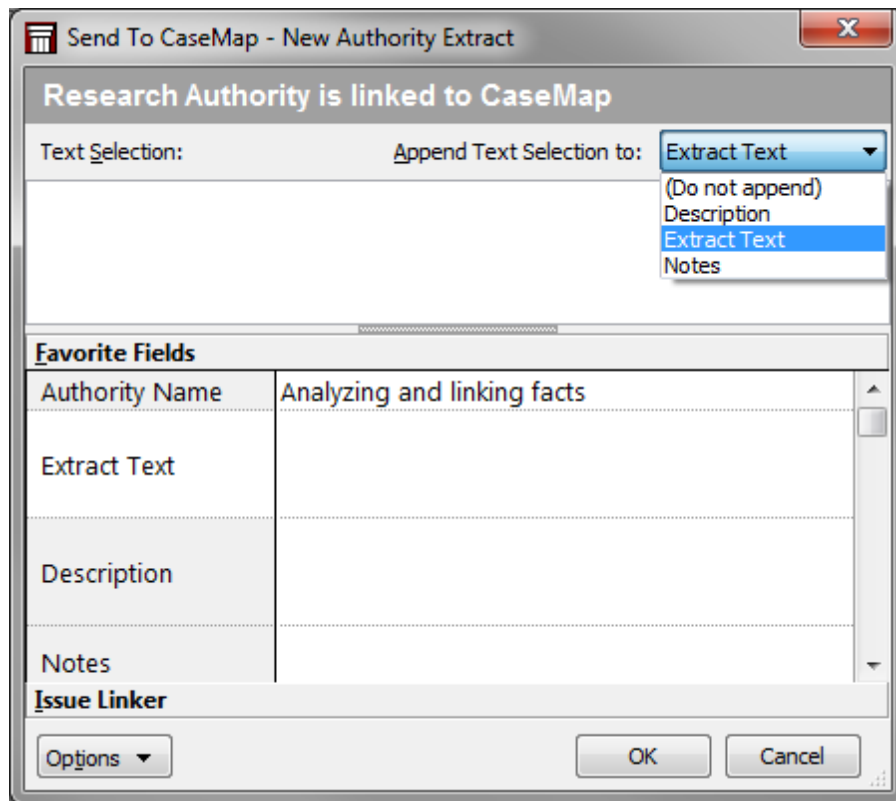 Send To CaseMap - New Authority Extract
Research Authority is linked to CaseMap
Text Selection: Append Text Selection to: Extract Text
(Do not append)
Description
Extract Text
Notes
Favorite Fields
Authority Name Analyzing and linking facts
Extract Text
Description
Notes
Issue Linker
Options OK Cancel